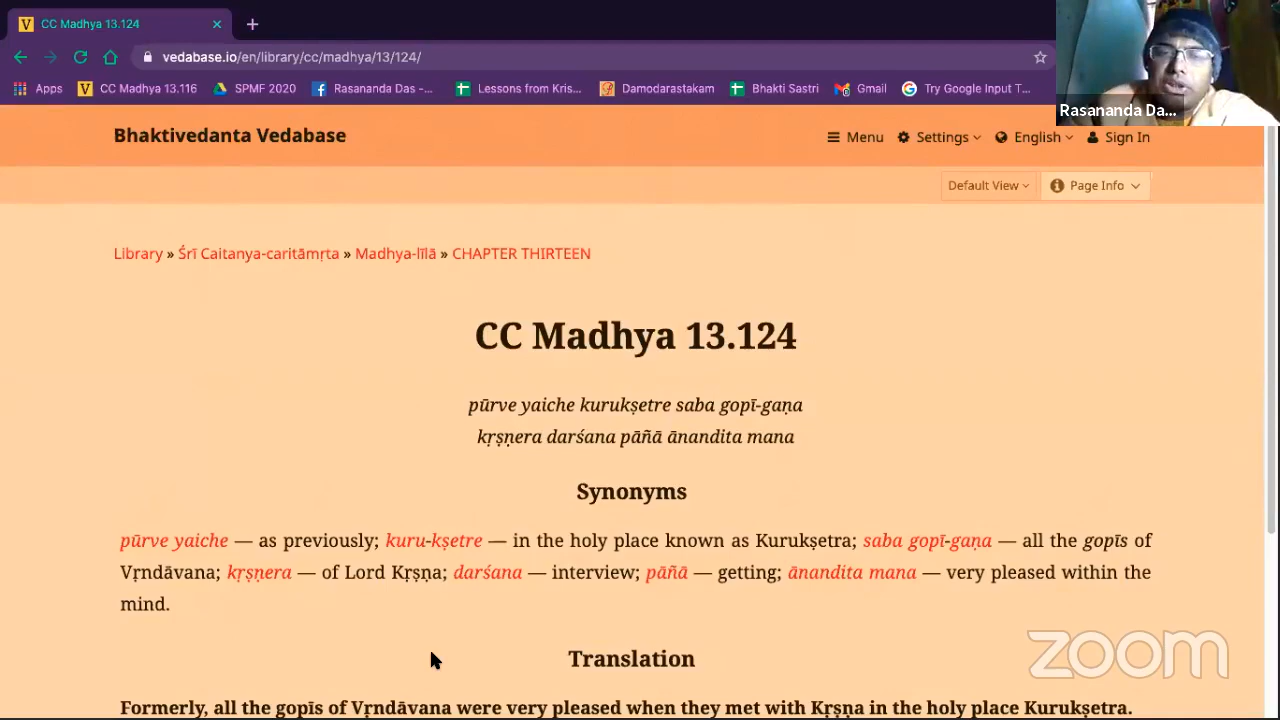 CC Madhya 13.124
vedabase.io/en/library/cc/madhya/13/124/
Apps CC Madhya 13.116 SPMF 2020 Rasananda Das -... Lessons from Kris... Damodarastakam Bhakti Sastri Gmail Try Google Input T...
Rasananda Da...
Bhaktivedanta Vedabase Menu Settings English Sign In
Default View Page Info
Library » Śrī Caitanya-caritāmṛta » Madhya-līlā » CHAPTER THIRTEEN
CC Madhya 13.124
pūrve yaiche kurukṣetre saba gopī-gaṇa
kṛṣṇera darśana pāñā ānandita mana
Synonyms
pūrve yaiche — as previously; kuru-kṣetre — in the holy place known as Kurukṣetra; saba gopī-gaṇa — all the gopīs of
Vṛndāvana; kṛṣṇera — of Lord Kṛṣṇa; darśana — interview; pāñā — getting; ānandita mana — very pleased within the
mind.
Translation
Formerly, all the gopīs of Vṛndāvana were very pleased when they met with Kṛṣṇa in the holy place Kurukṣetra.
zoom